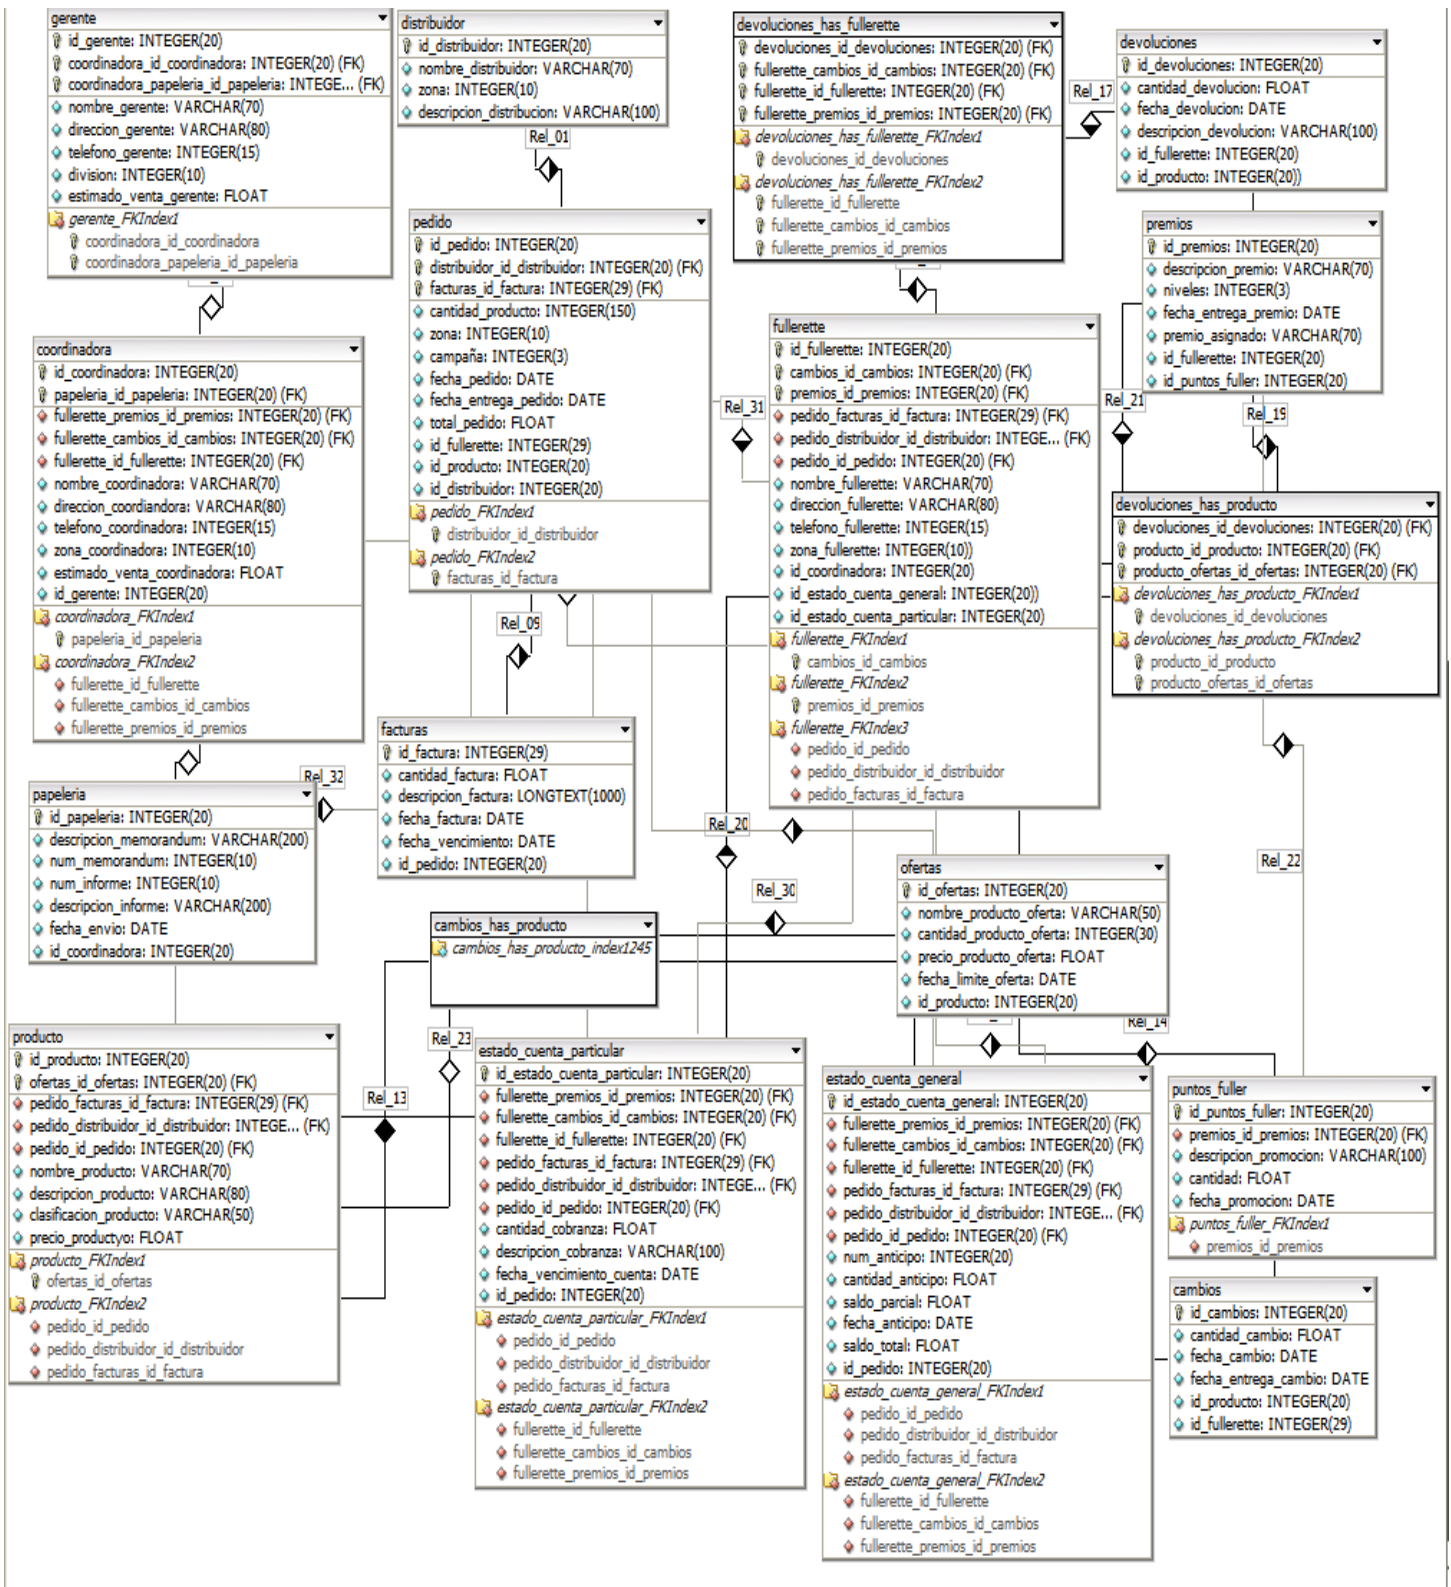 gerente
id_gerente: INTEGER(20)
coordinadora_id_coordinadora: INTEGER(20) (FK)
coordinadora_papeleria_id_papeleria: INTEGE... (FK)
nombre_gerente: VARCHAR(70)
direccion_gerente: VARCHAR(80)
telefono_gerente: INTEGER(15)
division: INTEGER(10)
estimado_venta_gerente: FLOAT
gerente_FKIndex1
coordinadora_id_coordinadora
coordinadora_papeleria_id_papeleria
distribuidor
id_distribuidor: INTEGER(20)
nombre_distribuidor: VARCHAR(70)
zona: INTEGER(10)
descripcion_distribucion: VARCHAR(100)
Rel_01
devoluciones_has_fullerette
devoluciones_id_devoluciones: INTEGER(20) (FK)
fullerette_cambios_id_cambios: INTEGER(20) (FK)
fullerette_id_fullerette: INTEGER(20) (FK)
fullerette_premios_id_premios: INTEGER(20) (FK)
devoluciones_has_fullerette_FKIndex1
devoluciones_id_devoluciones
devoluciones_has_fullerette_FKIndex2
fullerette_id_fullerette
fullerette_cambios_id_cambios
fullerette_premios_id_premios
Rel_17
devoluciones
id_devoluciones: INTEGER(20)
cantidad_devolucion: FLOAT
fecha_devolucion: DATE
descripcion_devolucion: VARCHAR(100)
id_fullerette: INTEGER(20)
id_producto: INTEGER(20))
premios
id_premios: INTEGER(20)
descripcion_premio: VARCHAR(70)
niveles: INTEGER(3)
fecha_entrega_premio: DATE
premio_asignado: VARCHAR(70)
id_fullerette: INTEGER(20)
id_puntos_fuller: INTEGER(20)
pedido
id_pedido: INTEGER(20)
distribuidor_id_distribuidor: INTEGER(20) (FK)
facturas_id_factura: INTEGER(29) (FK)
cantidad_producto: INTEGER(150)
zona: INTEGER(10)
campaña: INTEGER(3)
fecha_pedido: DATE
fecha_entrega_pedido: DATE
total_pedido: FLOAT
id_fullerette: INTEGER(29)
id_producto: INTEGER(20)
id_distribuidor: INTEGER(20)
pedido_FKIndex1
distribuidor_id_distribuidor
pedido_FKIndex2
facturas_id_factura
Rel_31
Rel_21
Rel_19
coordinadora
id_coordinadora: INTEGER(20)
papeleria_id_papeleria: INTEGER(20) (FK)
fullerette_premios_id_premios: INTEGER(20) (FK)
fullerette_cambios_id_cambios: INTEGER(20) (FK)
fullerette_id_fullerette: INTEGER(20) (FK)
nombre_coordinadora: VARCHAR(70)
direccion_coordiandora: VARCHAR(80)
telefono_coordinadora: INTEGER(15)
zona_coordinadora: INTEGER(10)
estimado_venta_coordinadora: FLOAT
id_gerente: INTEGER(20)
coordinadora_FKIndex1
papeleria_id_papeleria
coordinadora_FKIndex2
fullerette_id_fullerette
fullerette_cambios_id_cambios
fullerette_premios_id_premios
fullerette
id_fullerette: INTEGER(20)
cambios_id_cambios: INTEGER(20) (FK)
premios_id_premios: INTEGER(20) (FK)
pedido_facturas_id_factura: INTEGER(29) (FK)
pedido_distribuidor_id_distribuidor: INTEGE... (FK)
pedido_id_pedido: INTEGER(20) (FK)
nombre_fullerette: VARCHAR(70)
direccion_fullerette: VARCHAR(80)
telefono_fullerette: INTEGER(15)
zona_fullerette: INTEGER(10))
id_coordinadora: INTEGER(20)
id_estado_cuenta_general: INTEGER(20))
id_estado_cuenta_particular: INTEGER(20)
fullerette_FKIndex1
cambios_id_cambios
fullerette_FKIndex2
premios_id_premios
fullerette_FKIndex3
pedido_id_pedido
pedido_distribuidor_id_distribuidor
pedido_facturas_id_factura
devoluciones_has_producto
devoluciones_id_devoluciones: INTEGER(20) (FK)
producto_id_producto: INTEGER(20) (FK)
producto_ofertas_id_ofertas: INTEGER(20) (FK)
devoluciones_has_producto_FKIndex1
devoluciones_id_devoluciones
devoluciones_has_producto_FKIndex2
producto_id_producto
producto_ofertas_id_ofertas
Rel_09
facturas
id_factura: INTEGER(29)
cantidad_factura: FLOAT
descripcion_factura: LONGTEXT(1000)
fecha_factura: DATE
fecha_vencimiento: DATE
id_pedido: INTEGER(20)
Rel_32
papeleria
id_papeleria: INTEGER(20)
descripcion_memorandum: VARCHAR(200)
num_memorandum: INTEGER(10)
num_informe: INTEGER(10)
descripcion_informe: VARCHAR(200)
fecha_envio: DATE
id_coordinadora: INTEGER(20)
Rel_20
Rel_30
Rel_22
ofertas
id_ofertas: INTEGER(20)
nombre_producto_oferta: VARCHAR(50)
cantidad_producto_oferta: INTEGER(30)
precio_producto_oferta: FLOAT
fecha_limite_oferta: DATE
id_producto: INTEGER(20)
cambios_has_producto
cambios_has_producto_index1245
Rel_23
Rel_14
Rel_13
producto
id_producto: INTEGER(20)
ofertas_id_ofertas: INTEGER(20) (FK)
pedido_facturas_id_factura: INTEGER(29) (FK)
pedido_distribuidor_id_distribuidor: INTEGE... (FK)
pedido_id_pedido: INTEGER(20) (FK)
nombre_producto: VARCHAR(70)
descripcion_producto: VARCHAR(80)
clasificacion_producto: VARCHAR(50)
precio_productyo: FLOAT
producto_FKIndex1
ofertas_id_ofertas
producto_FKIndex2
pedido_id_pedido
pedido_distribuidor_id_distribuidor
pedido_facturas_id_factura
estado_cuenta_particular
id_estado_cuenta_particular: INTEGER(20)
fullerette_premios_id_premios: INTEGER(20) (FK)
fullerette_cambios_id_cambios: INTEGER(20) (FK)
fullerette_id_fullerette: INTEGER(20) (FK)
pedido_facturas_id_factura: INTEGER(29) (FK)
pedido_distribuidor_id_distribuidor: INTEGE... (FK)
pedido_id_pedido: INTEGER(20) (FK)
cantidad_cobranza: FLOAT
descripcion_cobranza: VARCHAR(100)
fecha_vencimiento_cuenta: DATE
id_pedido: INTEGER(20)
estado_cuenta_particular_FKIndex1
pedido_id_pedido
pedido_distribuidor_id_distribuidor
pedido_facturas_id_factura
estado_cuenta_particular_FKIndex2
fullerette_id_fullerette
fullerette_cambios_id_cambios
fullerette_premios_id_premios
estado_cuenta_general
id_estado_cuenta_general: INTEGER(20)
fullerette_premios_id_premios: INTEGER(20) (FK)
fullerette_cambios_id_cambios: INTEGER(20) (FK)
fullerette_id_fullerette: INTEGER(20) (FK)
pedido_facturas_id_factura: INTEGER(29) (FK)
pedido_distribuidor_id_distribuidor: INTEGE... (FK)
pedido_id_pedido: INTEGER(20) (FK)
num_anticipo: INTEGER(20)
cantidad_anticipo: FLOAT
saldo_parcial: FLOAT
fecha_anticipo: DATE
saldo_total: FLOAT
id_pedido: INTEGER(20)
estado_cuenta_general_FKIndex1
pedido_id_pedido
pedido_distribuidor_id_distribuidor
pedido_facturas_id_factura
estado_cuenta_general_FKIndex2
fullerette_id_fullerette
fullerette_cambios_id_cambios
fullerette_premios_id_premios
puntos_fuller
id_puntos_fuller: INTEGER(20)
premios_id_premios: INTEGER(20) (FK)
descripcion_promocion: VARCHAR(100)
cantidad: FLOAT
fecha_promocion: DATE
puntos_fuller_FKIndex1
premios_id_premios
cambios
id_cambios: INTEGER(20)
cantidad_cambio: FLOAT
fecha_cambio: DATE
fecha_entrega_cambio: DATE
id_producto: INTEGER(20)
id_fullerette: INTEGER(29)